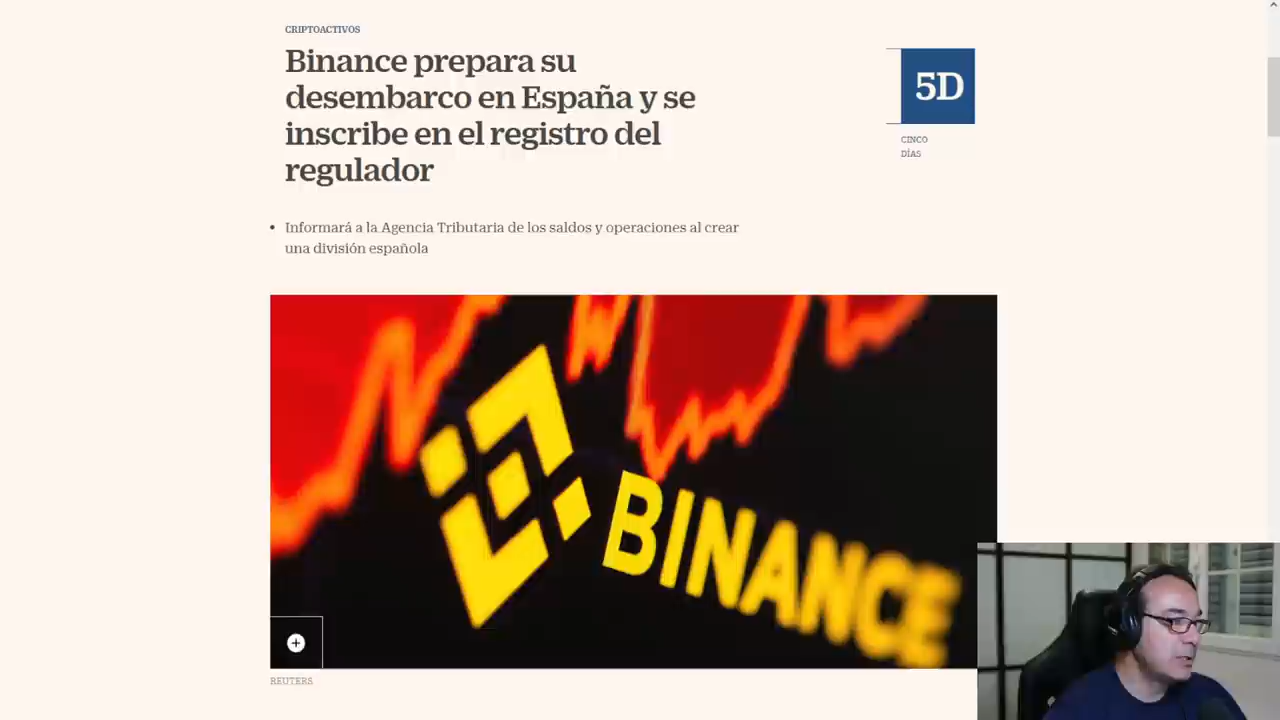 CRIPTOACTIVOS
Binance prepara su
desembarco en España y se
inscribe en el registro del
regulador
5D
CINCO
DÍAS
• Informará a la Agencia Tributaria de los saldos y operaciones al crear
una división española
BINANCE
REUTERS